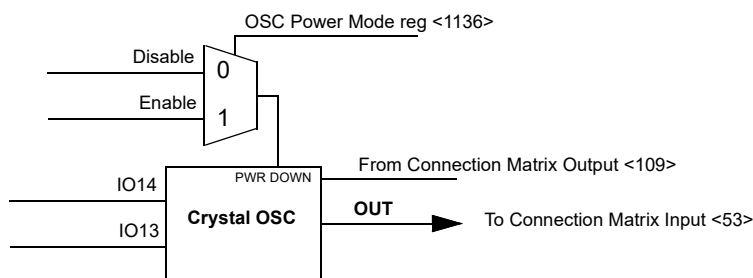 OSC Power Mode reg <1136>
Disable
0
Enable
1
PWR DOWN
From Connection Matrix Output <109>
IO14
Crystal OSC
OUT
To Connection Matrix Input <53>
IO13